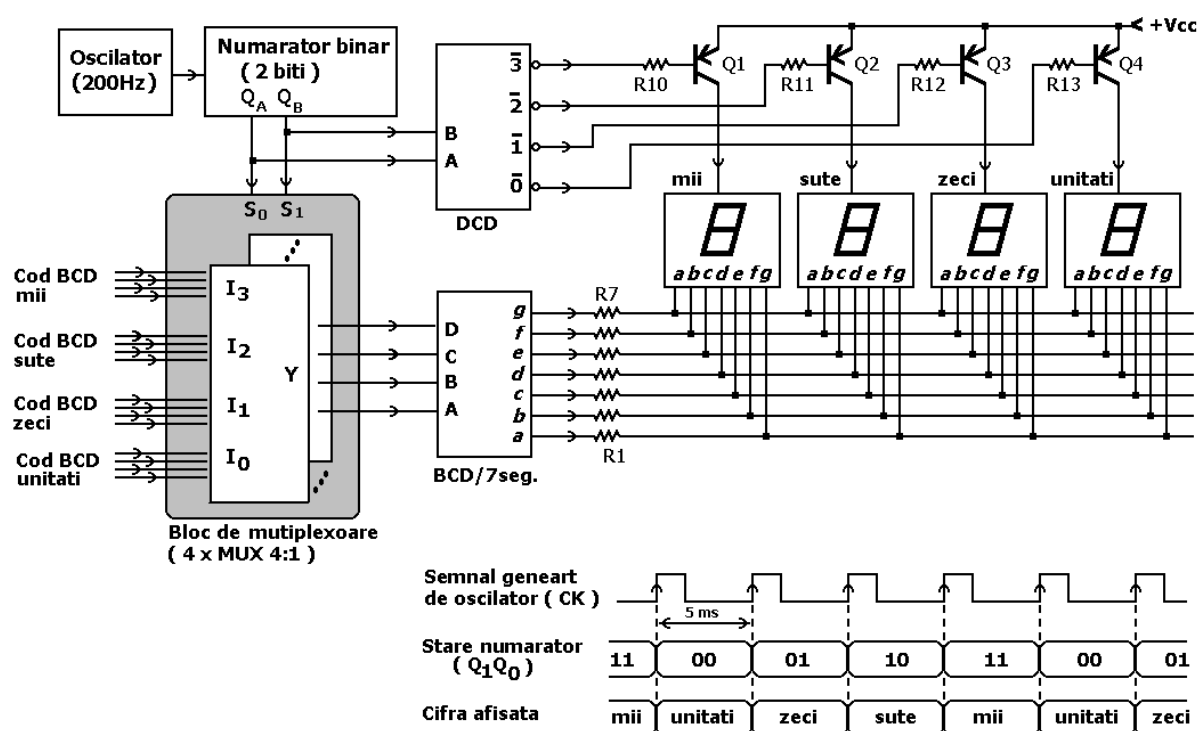 Oscilator
(200Hz)
Numarator binar
( 2 biti )
QA QB
S0 S1
B
A
3
2
1
0
DCD
+Vcc
R10 Q1
R11 Q2
R12 Q3
R13 Q4
mii
sute
zeci
unitati
abcdefg
abcdefg
abcdefg
abcdefg
Cod BCD
mii
Cod BCD
sute
Cod BCD
zeci
Cod BCD
unitati
I3
I2
I1
I0
Y
Bloc de mutiplexoare
( 4 x MUX 4:1 )
D
C
B
A
g
f
e
d
c
b
a
BCD/7seg.
R7
R1
Semnal geneart
de oscilator ( CK )
5 ms
Stare numarator
( Q1Q0 )
11 00 01 10 11 00 01
Cifra afisata
mii unitati zeci sute mii unitati zeci